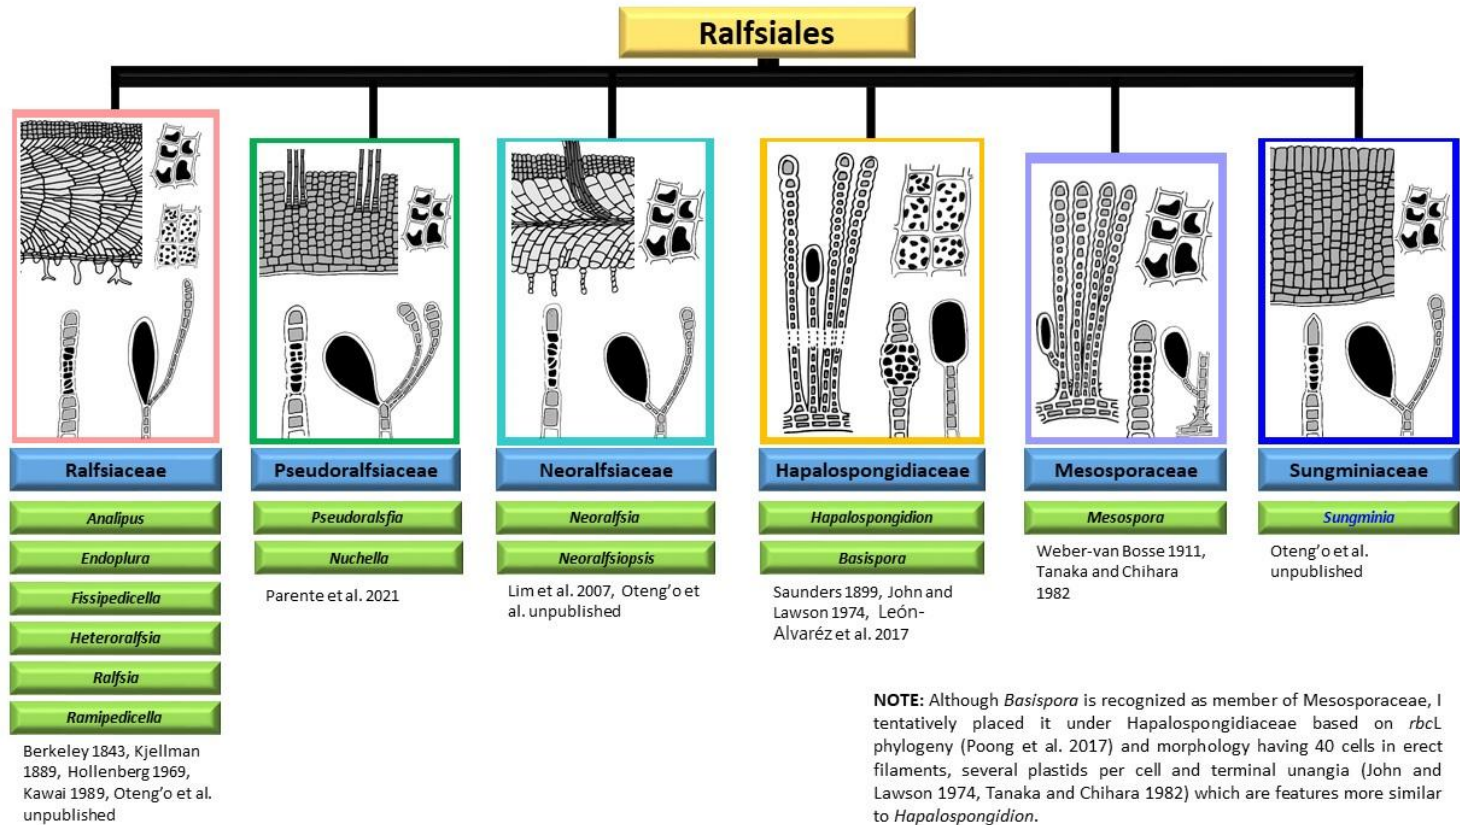 Ralfsiales
Ralfsiaceae
Analipus
Endoplura
Fissipedicella
Heteroralfsia
Ralfsia
Ramipedicella
Berkeley 1843, Kjellman
1889, Hollenberg 1969,
Kawai 1989, Oteng’o et al.
unpublished
Pseudoralfsiaceae
Pseudoralsfia
Nuchella
Parente et al. 2021
Neoralfsiaceae
Neoralfsia
Neoralfsiopsis
Lim et al. 2007, Oteng’o et
al. unpublished
Hapalospongidiaceae
Hapalospongidion
Basispora
Saunders 1899, John and
Lawson 1974, León-
Alvaréz et al. 2017
Mesosporaceae
Mesospora
Weber-van Bosse 1911,
Tanaka and Chihara
1982
Sungminiaceae
Sungminia
Oteng’o et al.
unpublished
NOTE: Although Basispora is recognized as member of Mesosporaceae, I
tentatively placed it under Hapalospongidiaceae based on rbcL
phylogeny (Poong et al. 2017) and morphology having 40 cells in erect
filaments, several plastids per cell and terminal unangia (John and
Lawson 1974, Tanaka and Chihara 1982) which are features more similar
to Hapalospongidion.